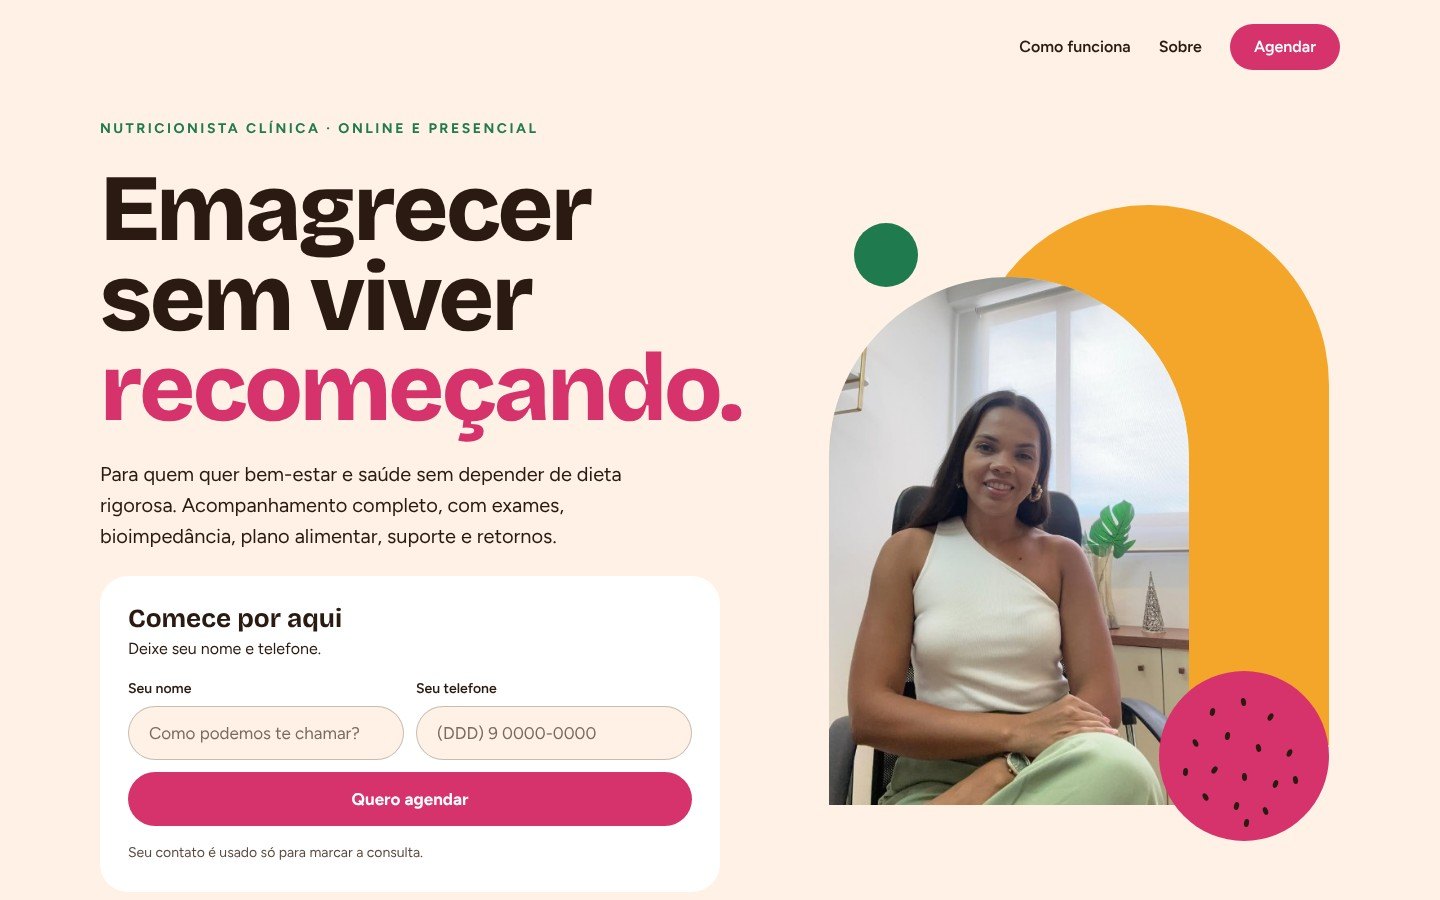 Como funciona
Sobre
Agendar
NUTRICIONISTA CLÍNICA · ONLINE E PRESENCIAL
Emagrecer
sem viver
recomeçando.
Para quem quer bem-estar e saúde sem depender de dieta
rigorosa. Acompanhamento completo, com exames,
bioimpedância, plano alimentar, suporte e retornos.
Comece por aqui
Deixe seu nome e telefone.
Seu nome
Seu telefone
Como podemos te chamar?
(DDD) 9 0000-0000
Quero agendar
Seu contato é usado só para marcar a consulta.